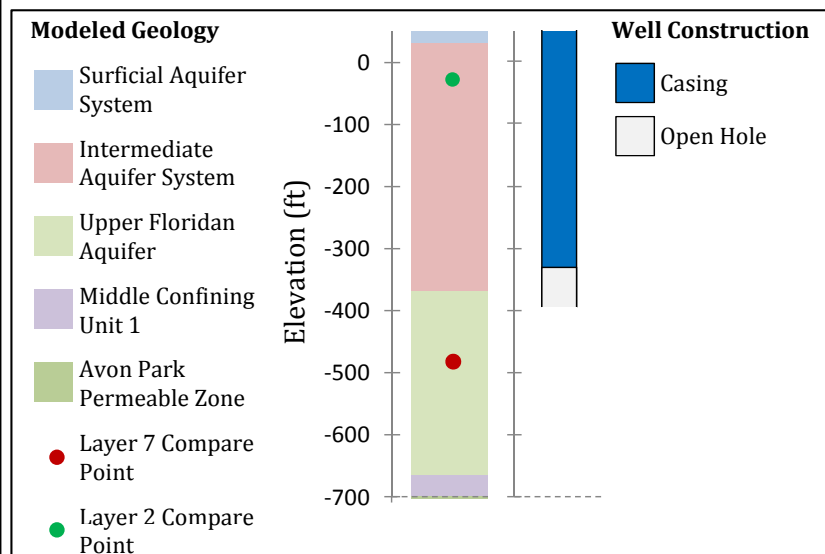 Modeled Geology
Surficial Aquifer
System
Intermediate
Aquifer System
Upper Floridan
Aquifer
Middle Confining
Unit 1
Avon Park
Permeable Zone
Layer 7 Compare
Point
Layer 2 Compare
Point
Elevation (ft)
0
-100
-200
-300
-400
-500
-600
-700
Well Construction
Casing
Open Hole